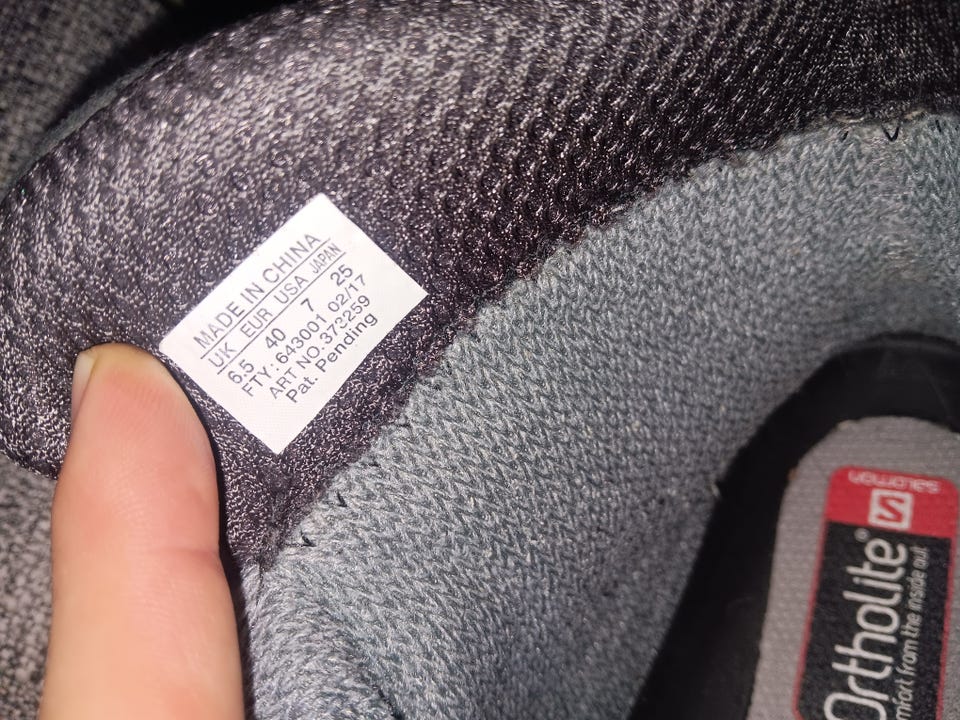 MADE IN CHINA
UK EUR USA JAPAN
6.5 40 7 25
FTY: 643001 02/17
ART NO.373259
Pat. Pending
salomon
S
Ortholite®
mfort from the inside out